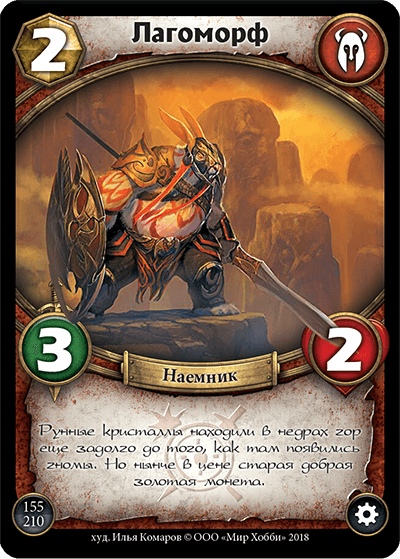 2
Лагоморф
3
2
Наемник
Рунные кристаллы находили в недрах гор
еще задолго до того, как там появились
гномы. Но нынче в цене старая добрая
золотая монета.
155
210
худ. Илья Комаров © ООО «Мир Хобби» 2018